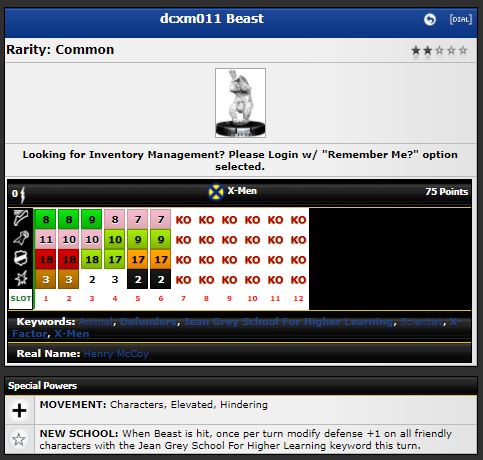 dcxm011 Beast
[DIAL]
Rarity: Common
Looking for Inventory Management? Please Login w/ "Remember Me?" option
selected.
0 X-Men 75 Points
8 8 9 8 7 7 KO KO KO KO KO KO
11 10 10 10 9 9 KO KO KO KO KO KO
18 18 18 17 17 17 KO KO KO KO KO KO
3 3 2 3 2 2 KO KO KO KO KO KO
SLOT 1 2 3 4 5 6 7 8 9 10 11 12
Keywords: Animal, Defenders, Jean Grey School For Higher Learning, Scientist, X-
Factor, X-Men
Real Name: Henry McCoy
Special Powers
MOVEMENT: Characters, Elevated, Hindering
NEW SCHOOL: When Beast is hit, once per turn modify defense +1 on all friendly
characters with the Jean Grey School For Higher Learning keyword this turn.